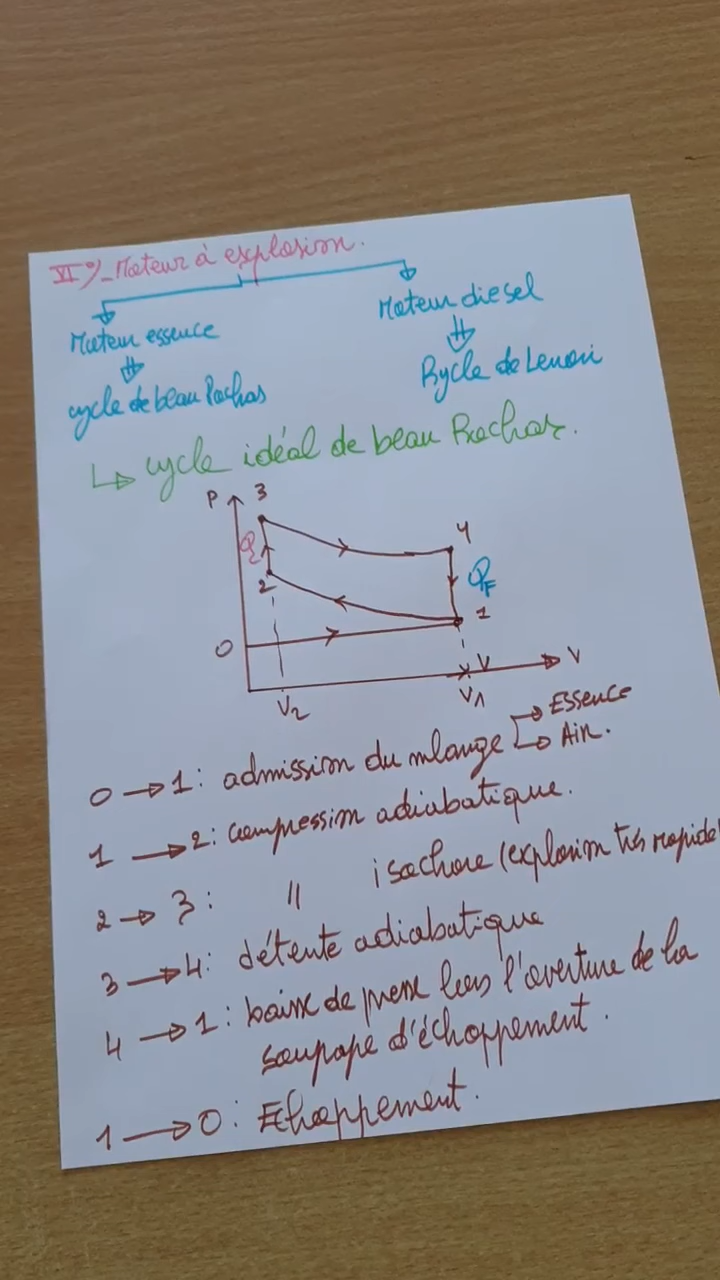 VI°/_ Moteur à explosion.
Moteur essence
Moteur diesel
cycle de beau Rochas
Cycle de Lenoir
cycle idéal de beau Rochas.
P
3
4
2
QF
1
0
V
V
V2
V1
0 → 1 : admission du mlange → Essence
→ Air.
1 → 2 : compression adiabatique.
2 → 3 : " isochore (explosion très rapide
3 → 4 : détente adiabatique
4 → 1 : baisse de lors l'overture de la
soupape d'échappement.
1 → 0 : Echappement.